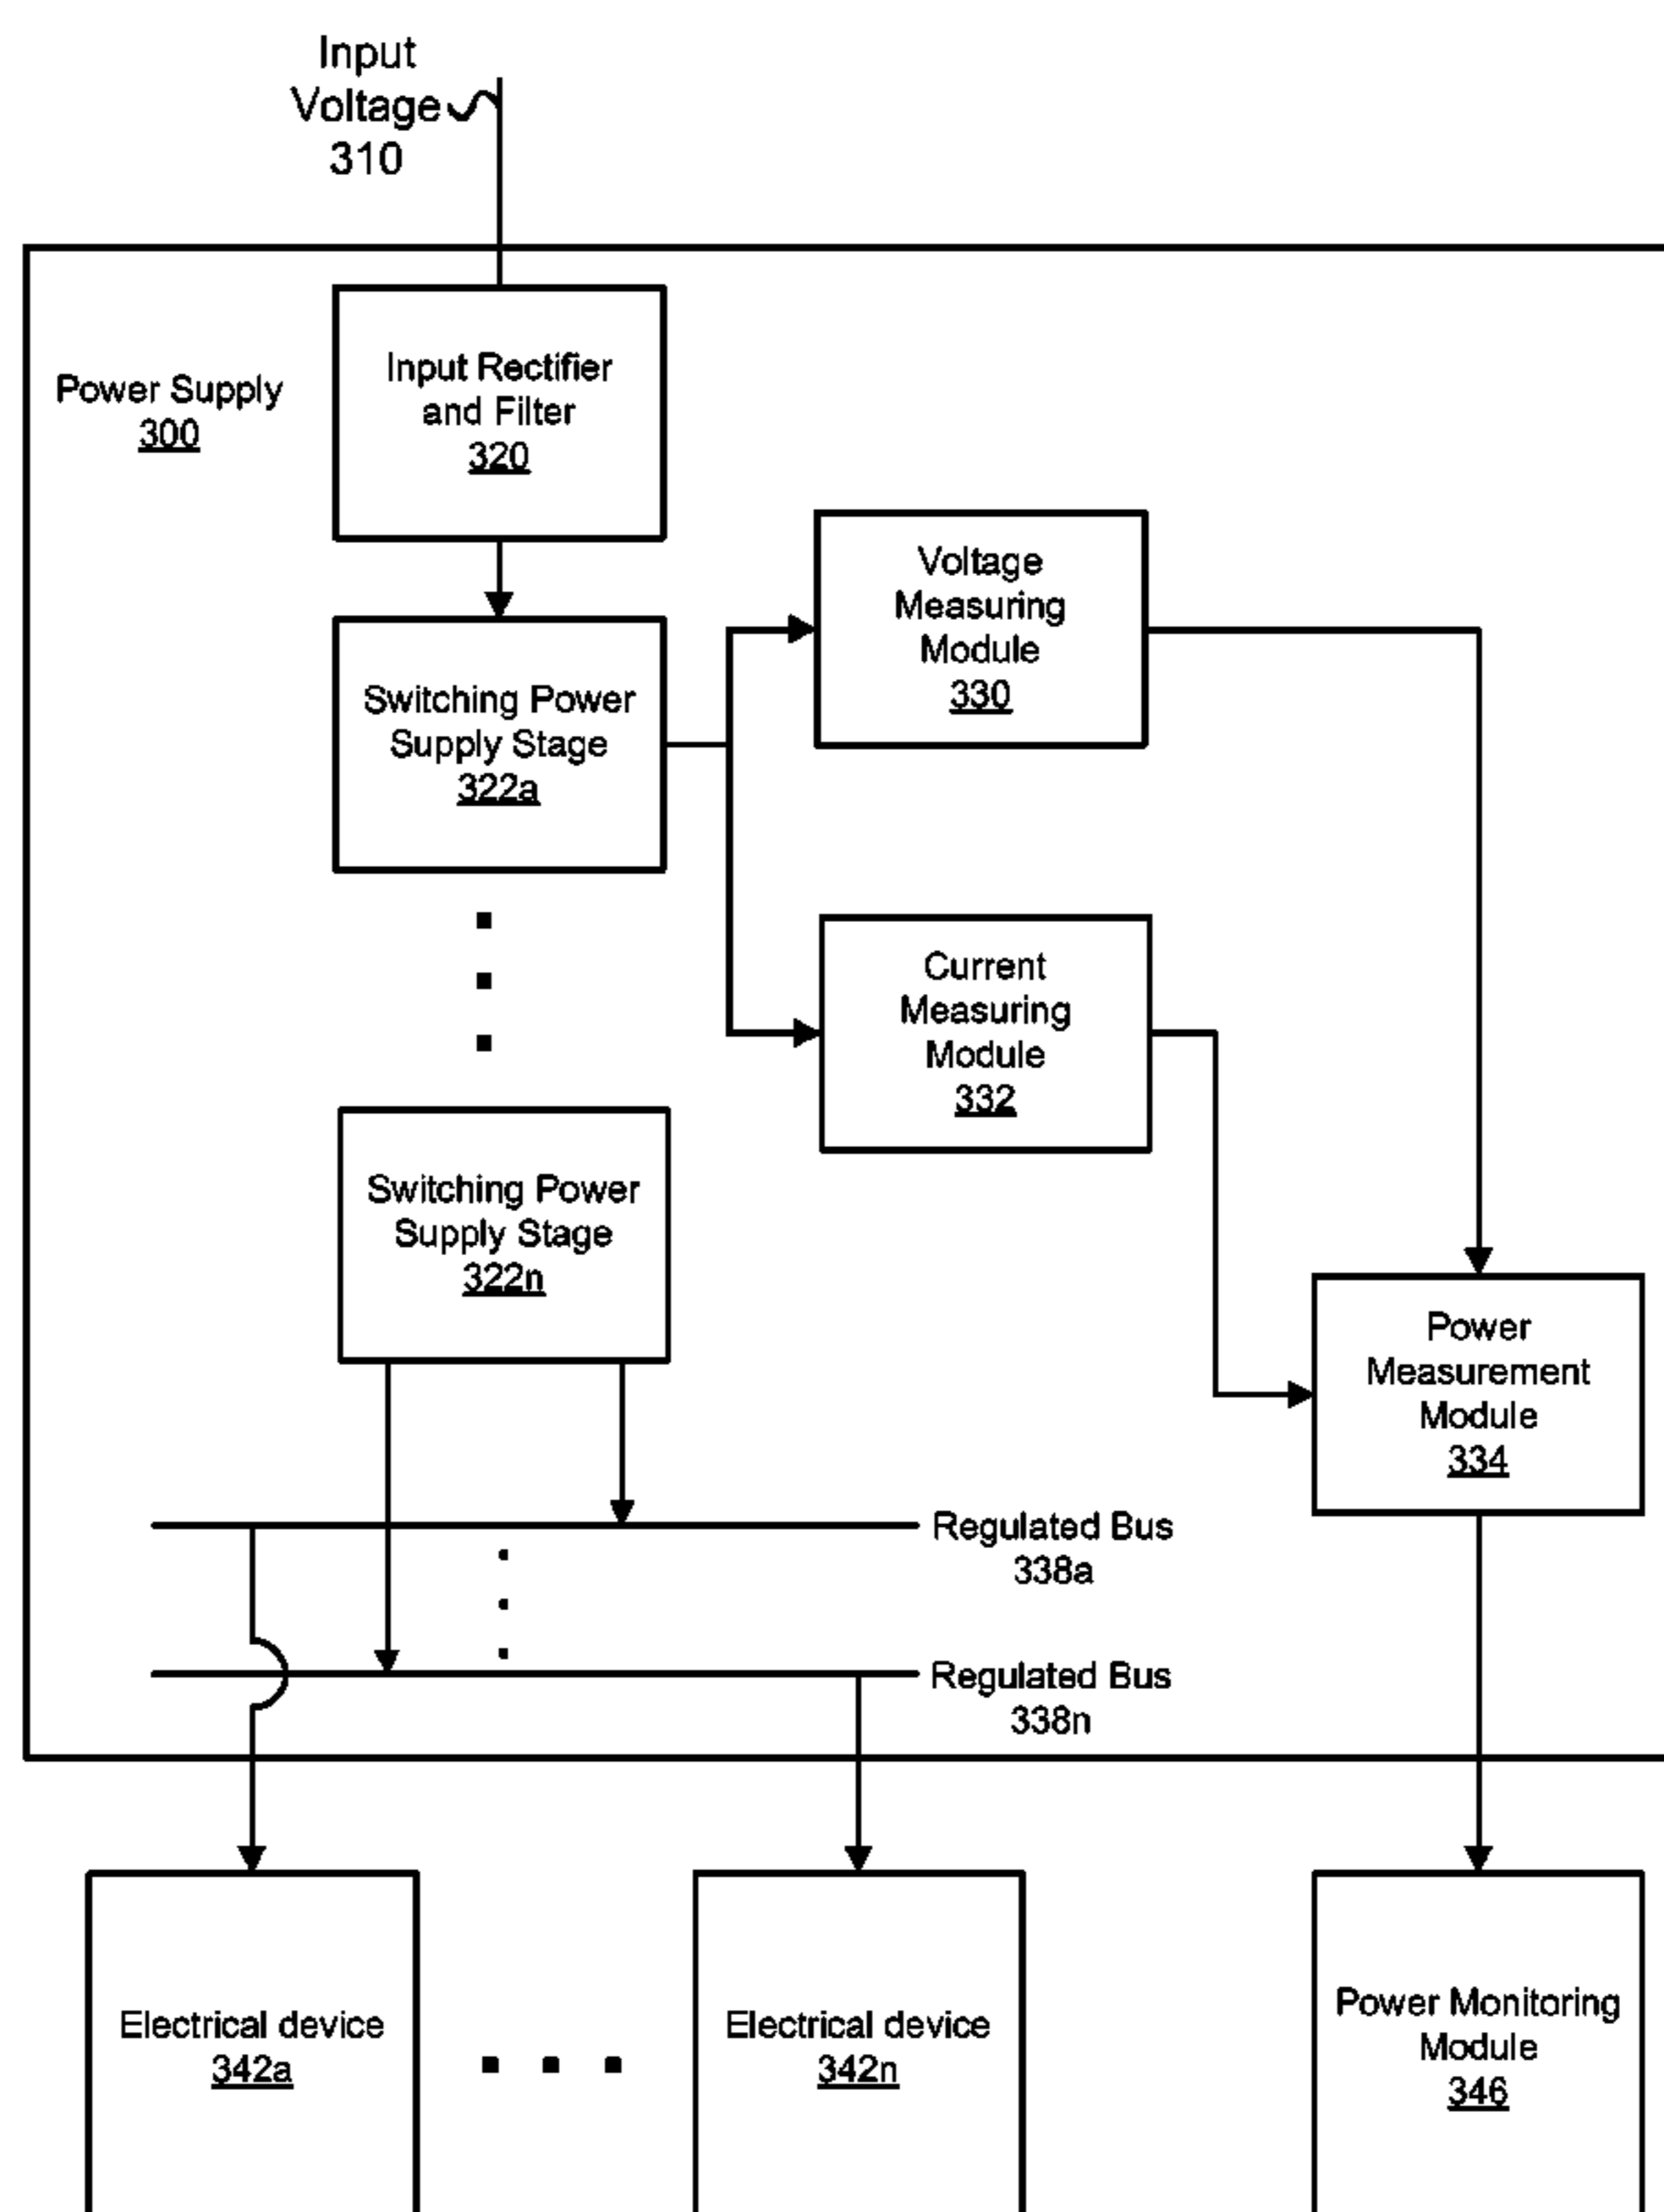 Input
Voltage
310
Power Supply
300
Input Rectifier
and Filter
320
Voltage
Measuring
Module
330
Switching Power
Supply Stage
322a
Current
Measuring
Module
332
Switching Power
Supply Stage
322n
Power
Measurement
Module
334
Regulated Bus
338a
Regulated Bus
338n
Electrical device
342a
Electrical device
342n
Power Monitoring
Module
346